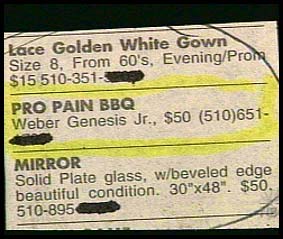 Lace Golden White Gown
Size 8, From 60's, Evening/Prom
$15 510-351-
PRO PAIN BBQ
Weber Genesis Jr., $50 (510)651-
MIRROR
Solid Plate glass, w/beveled edge
beautiful condition. 30"x48". $50.
510-895